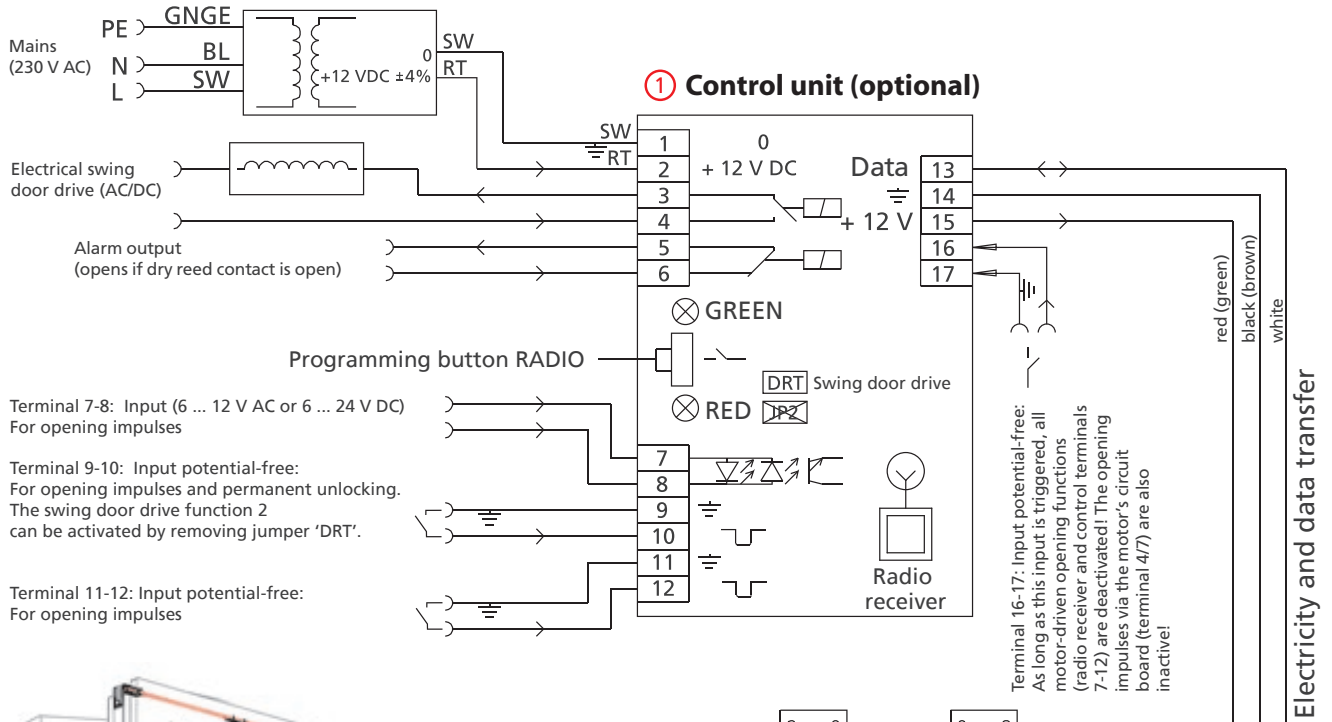 Mains
(230 V AC)
PE
N
L
GNGE
BL
SW
0
+12 VDC ±4%
SW
RT
1 Control unit (optional)
Electrical swing
door drive (AC/DC)
Alarm output
(opens if dry reed contact is open)
SW
RT
1
2
3
4
5
6
0
+ 12 V DC
Data
+ 12 V
13
14
15
16
17
GREEN
Programming button RADIO
DRT Swing door drive
RED JP2
Terminal 7-8: Input (6 ... 12 V AC or 6 ... 24 V DC)
For opening impulses
Terminal 9-10: Input potential-free:
For opening impulses and permanent unlocking.
The swing door drive function 2
can be activated by removing jumper ‘DRT’.
Terminal 11-12: Input potential-free:
For opening impulses
7
8
9
10
11
12
Radio
receiver
Terminal 16-17: Input potential-free:
As long as this input is triggered, all
motor-driven opening functions
(radio receiver and control terminals
7-12) are deactivated! The opening
impulses via the motor’s circuit
board (terminal 4/7) are also
inactive!
red (green)
black (brown)
white
Electricity and data transfer